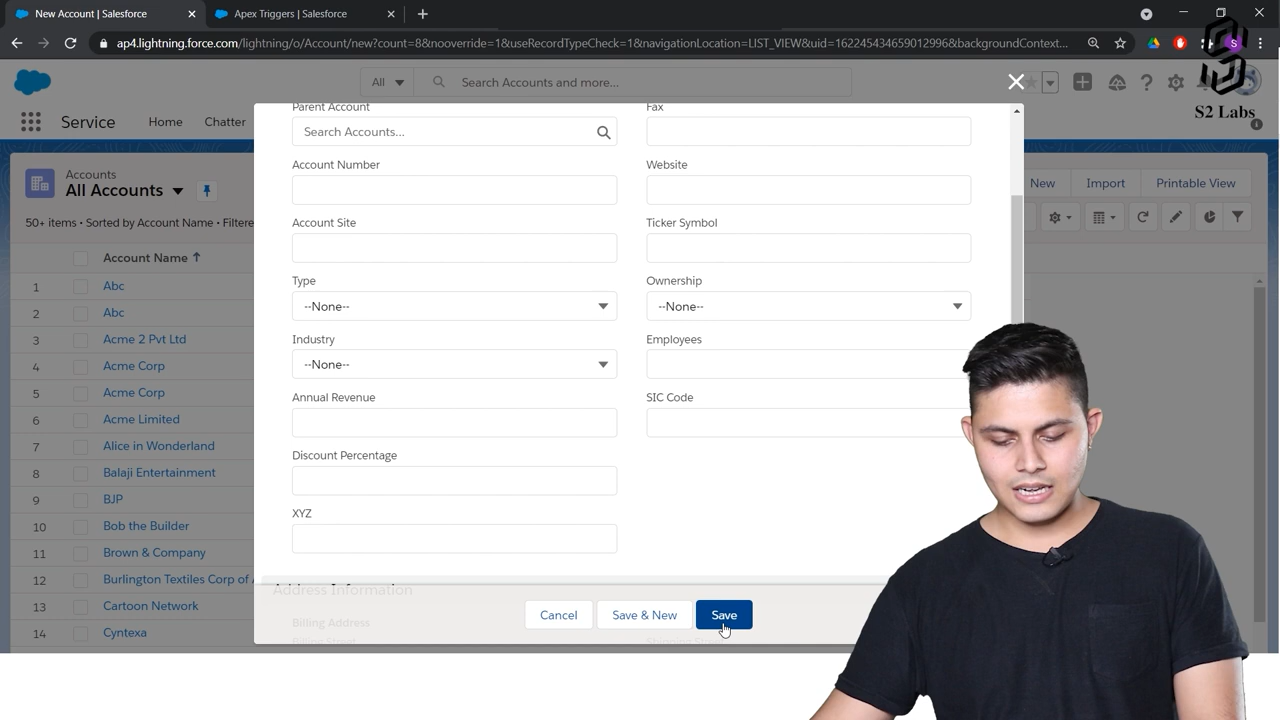 New Account | Salesforce
Apex Triggers | Salesforce
ap4.lightning.force.com/lightning/o/Account/new?count=8&nooverride=1&useRecordTypeCheck=1&navigationLocation=LIST_VIEW&uid=162245434659012996&backgroundContext...
S
All
Search Accounts and more...
S2 Labs
Service
Home
Chatter
Accounts
All Accounts
New
Import
Printable View
50+ items • Sorted by Account Name • Filtere
Account Name
1 Abc
2 Abc
3 Acme 2 Pvt Ltd
4 Acme Corp
5 Acme Corp
6 Acme Limited
7 Alice in Wonderland
8 Balaji Entertainment
9 BJP
10 Bob the Builder
11 Brown & Company
12 Burlington Textiles Corp of A
13 Cartoon Network
14 Cyntexa
Parent Account
Fax
Search Accounts...
Account Number
Website
Account Site
Ticker Symbol
Type
Ownership
--None--
--None--
Industry
Employees
--None--
Annual Revenue
SIC Code
Discount Percentage
XYZ
Address Information
Billing Address
Billing Street
Shipping Street
Cancel
Save & New
Save